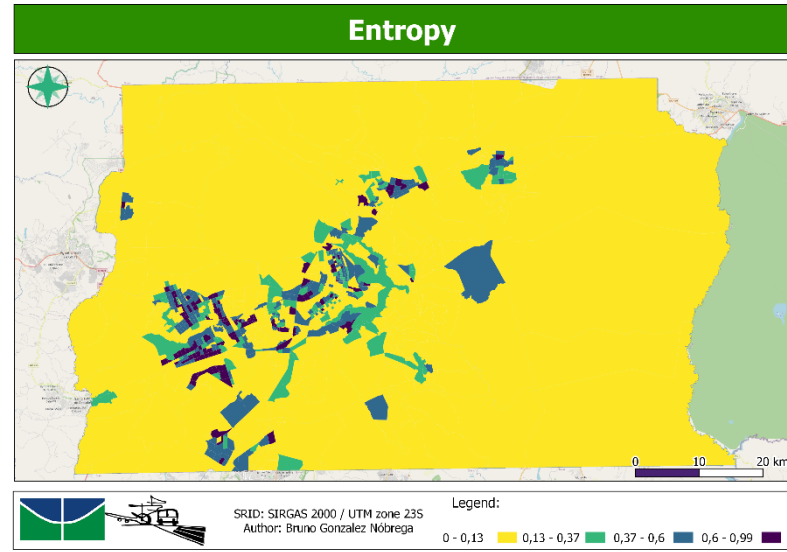 Entropy
0 10 20 km
SRID: SIRGAS 2000 / UTM zone 23S
Author: Bruno Gonzalez Nóbrega
Legend:
0 - 0,13 0,13 - 0,37 0,37 - 0,6 0,6 - 0,99